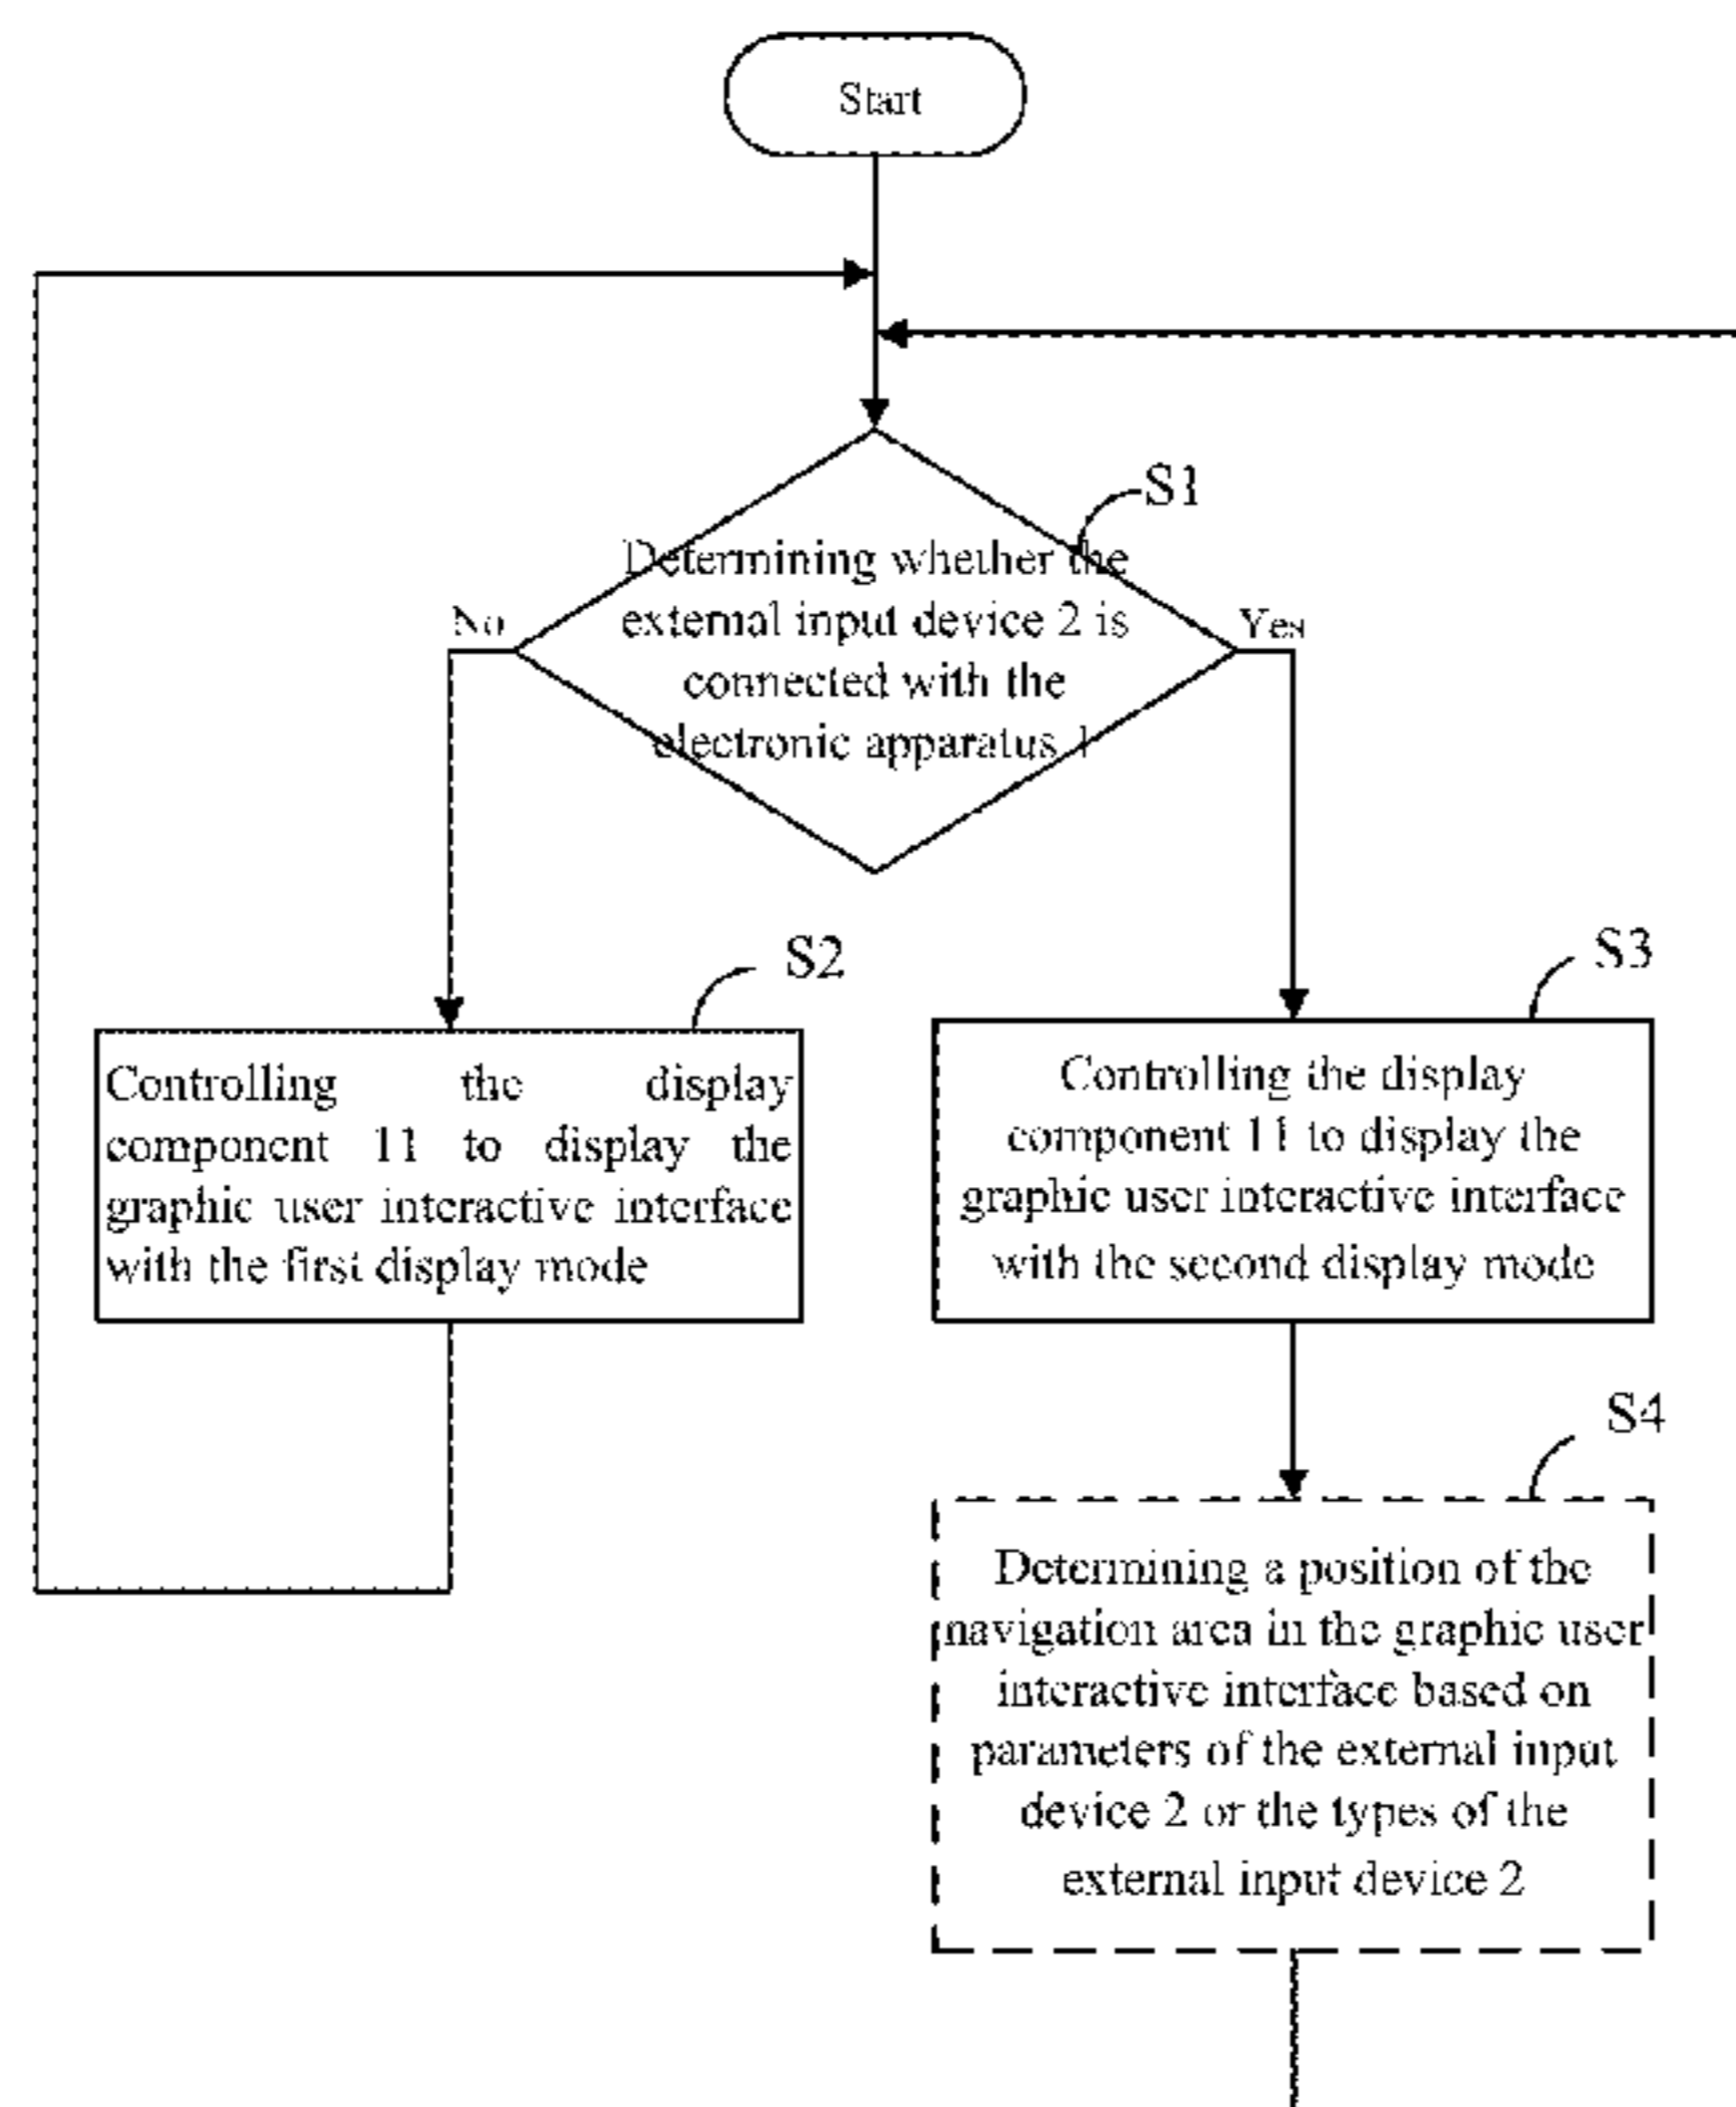 Start
S1
Determining whether the
external input device 2 is
connected with the
electronic apparatus 1
No
Yes
S2
Controlling the display
component 11 to display the
graphic user interactive interface
with the first display mode
S3
Controlling the display
component 11 to display the
graphic user interactive interface
with the second display mode
S4
Determining a position of the
navigation area in the graphic user
interactive interface based on
parameters of the external input
device 2 or the types of the
external input device 2